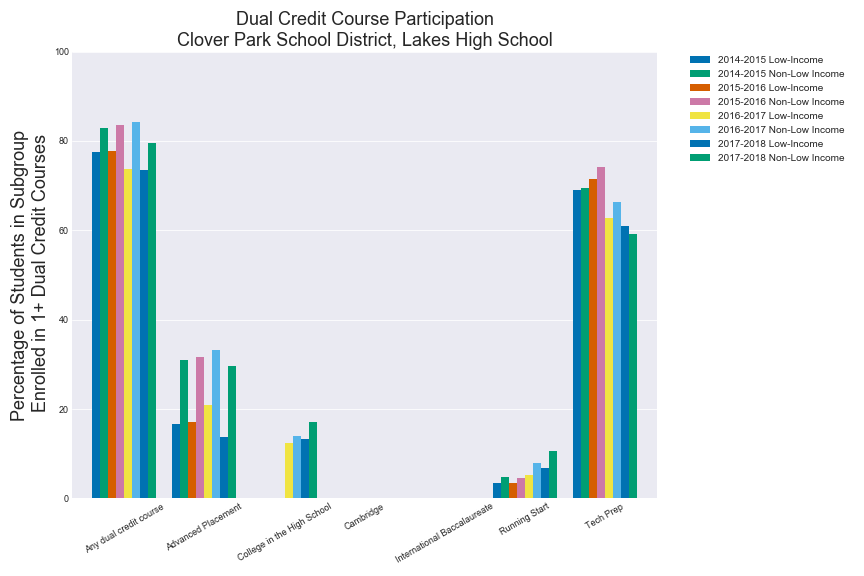 Dual Credit Course Participation
Clover Park School District, Lakes High School
Percentage of Students in Subgroup
Enrolled in 1+ Dual Credit Courses
100
80
60
40
20
0
Any dual credit course
Advanced Placement
College in the High School
Cambridge
International Baccalaureate
Running Start
Tech Prep
2014-2015 Low-Income
2014-2015 Non-Low Income
2015-2016 Low-Income
2015-2016 Non-Low Income
2016-2017 Low-Income
2016-2017 Non-Low Income
2017-2018 Low-Income
2017-2018 Non-Low Income